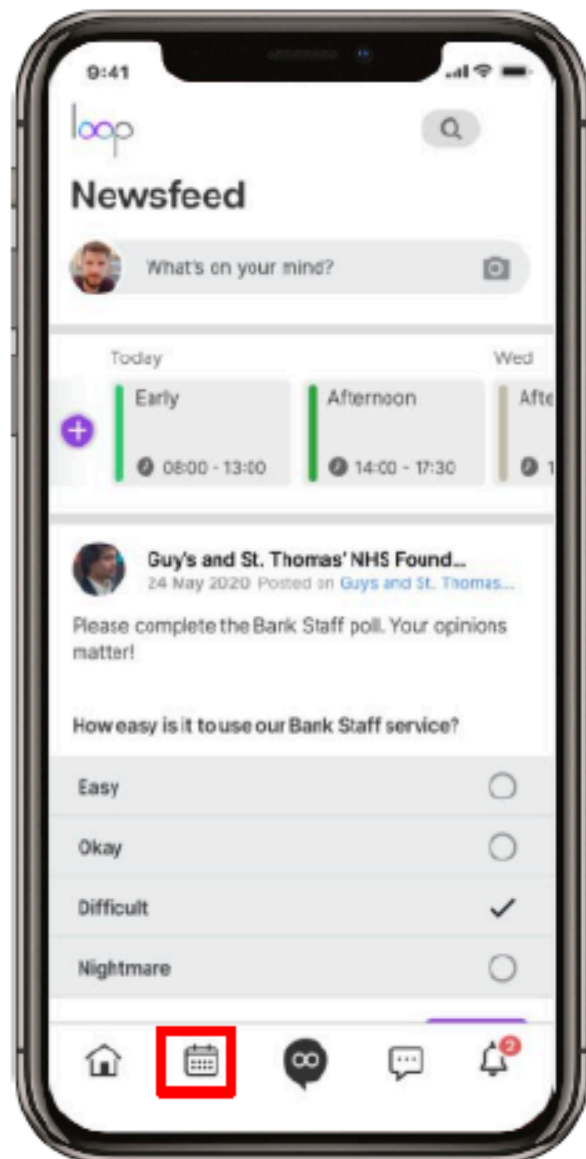 9:41
loop
Newsfeed
What's on your mind?
Today
Wed
Early
Afternoon
Afte
08:00 - 13:00
14:00 - 17:30
1
Guy's and St. Thomas' NHS Found...
24 May 2020 Posted on Guys and St. Thomas...
Please complete the Bank Staff poll. Your opinions
matter!
How easy is it to use our Bank Staff service?
Easy
Okay
Difficult
Nightmare
2